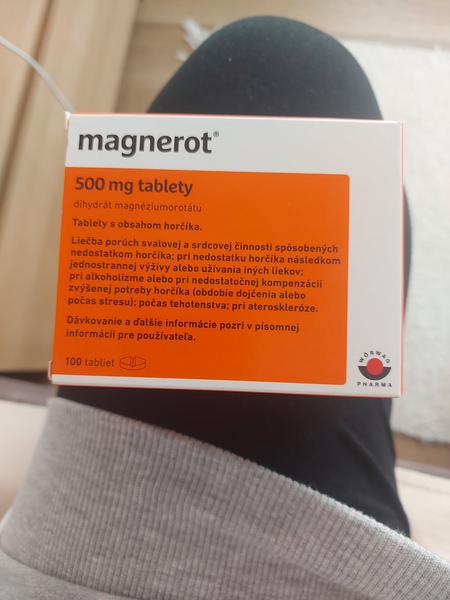 magnerot®
500 mg tablety
dihydrát magnéziumorotátu
Tablety s obsahom horčíka.
Liečba porúch svalovej a srdcovej činnosti spôsobených
nedostatkom horčíka; pri nedostatku horčíka následkom
jednostrannej výživy alebo užívania iných liekov;
pri alkoholizme alebo pri nedostatočnej kompenzácii
zvýšenej potreby horčíka (obdobie dojčenia alebo
počas stresu); počas tehotenstva; pri ateroskleróze.
Dávkovanie a ďalšie informácie pozri v písomnej
informácii pre používateľa.
100 tabliet
WÖRWAG
PHARMA